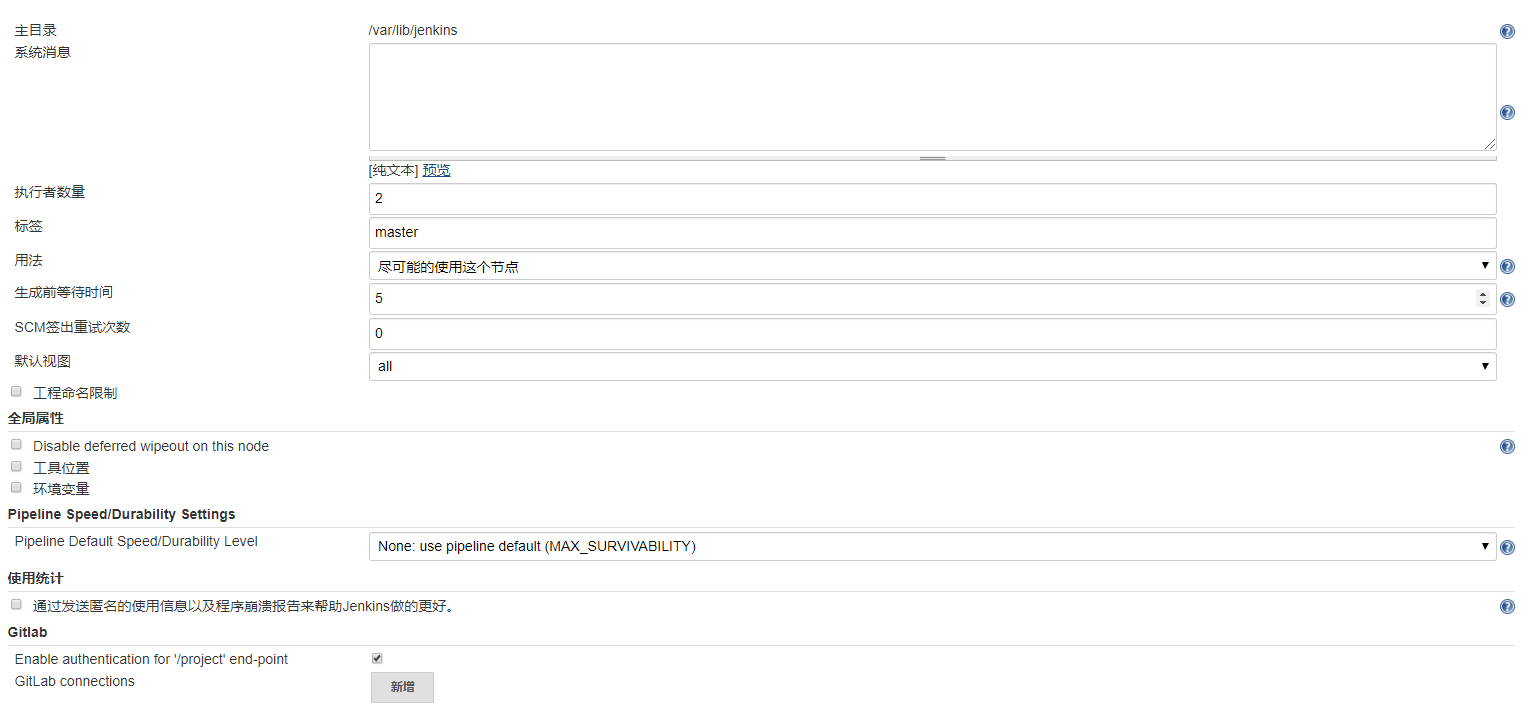 主目录 /var/lib/jenkins
系统消息
[纯文本] 预览
执行者数量 2
标签 master
用法 尽可能的使用这个节点
生成前等待时间 5
SCM签出重试次数 0
默认视图 all
工程命名限制
全局属性
Disable deferred wipeout on this node
工具位置
环境变量
Pipeline Speed/Durability Settings
Pipeline Default Speed/Durability Level None: use pipeline default (MAX_SURVIVABILITY)
使用统计
通过发送匿名的使用信息以及程序崩溃报告来帮助Jenkins做的更好。
Gitlab
Enable authentication for '/project' end-point
GitLab connections 新增